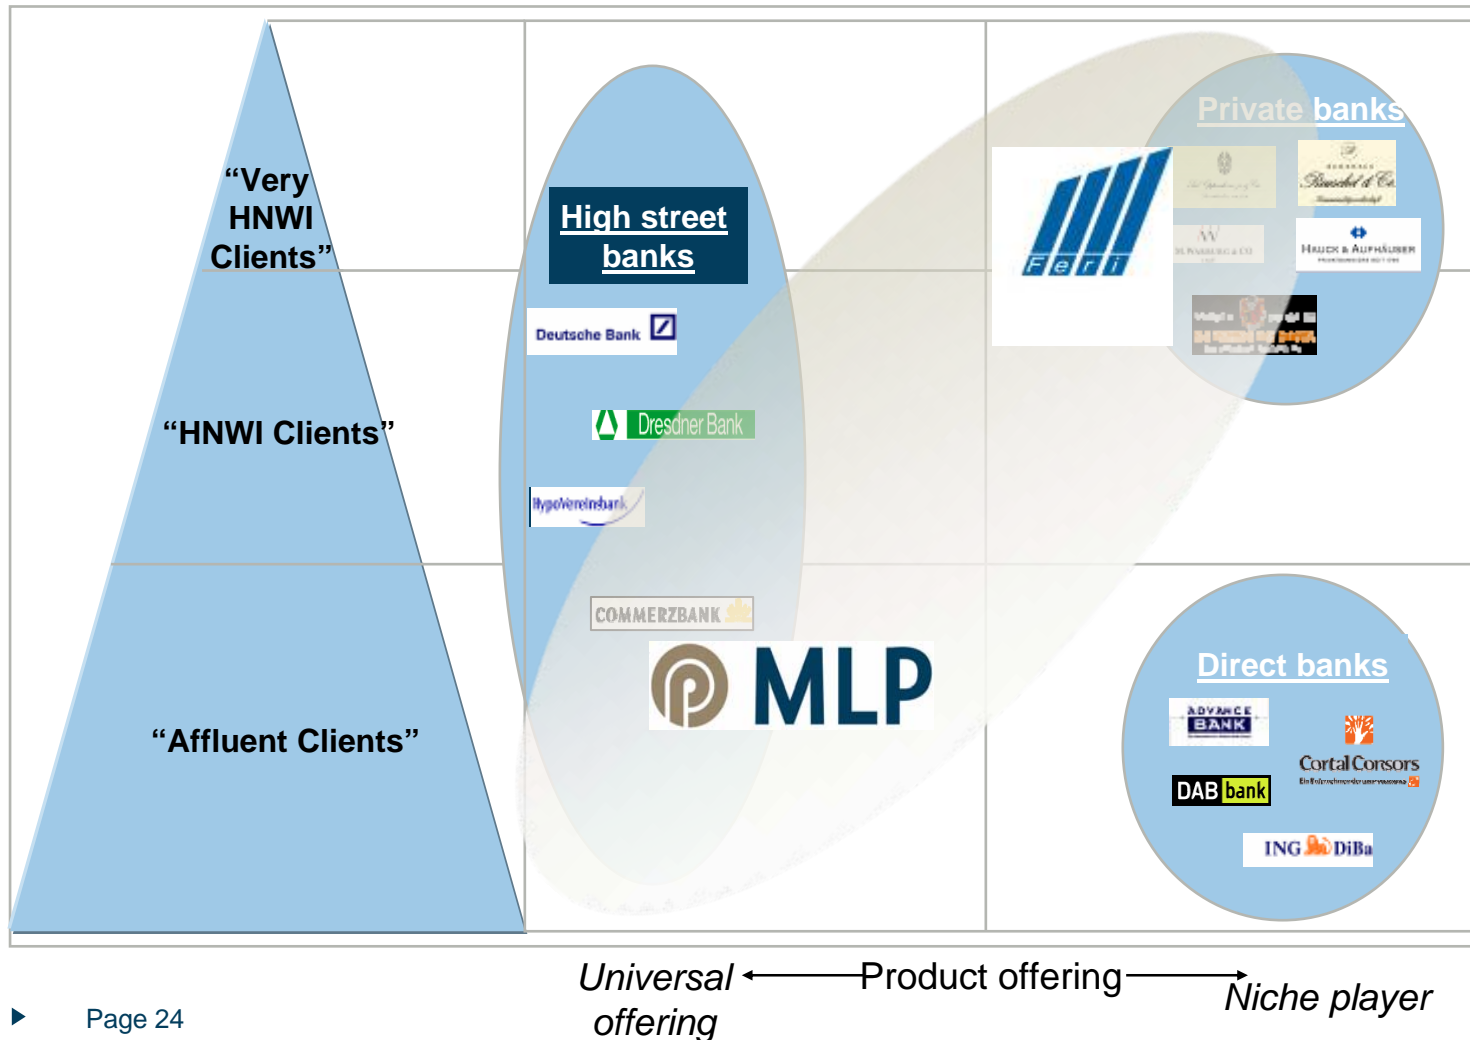 “Very
HNWI
Clients”
“HNWI Clients”
“Affluent Clients”
High street
banks
Deutsche Bank
Dresdner Bank
HypoVereinsbank
COMMERZBANK
MLP
Feri
Private banks
HAUCK & AUFHÄUSER
Direct banks
ADVANCE
BANK
Cortal Consors
DAB bank
ING DiBa
Universal
offering
Product offering
Niche player
Page 24